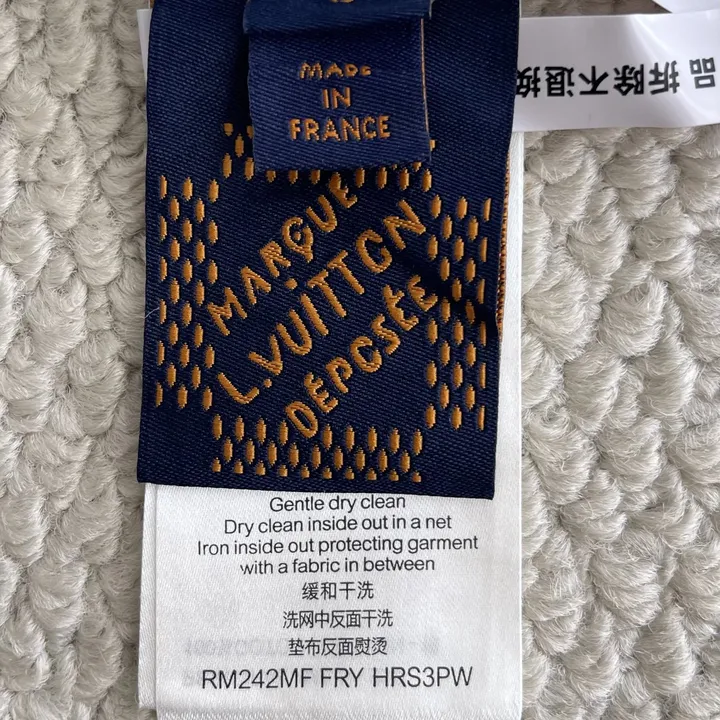 MADE
IN
FRANCE
品 拆除不退换
MARQUE
L.VUITTON
DÉPOSÉE
Gentle dry clean
Dry clean inside out in a net
Iron inside out protecting garment
with a fabric in between
缓和干洗
洗网中反面干洗
垫布反面熨烫
RM242MF FRY HRS3PW